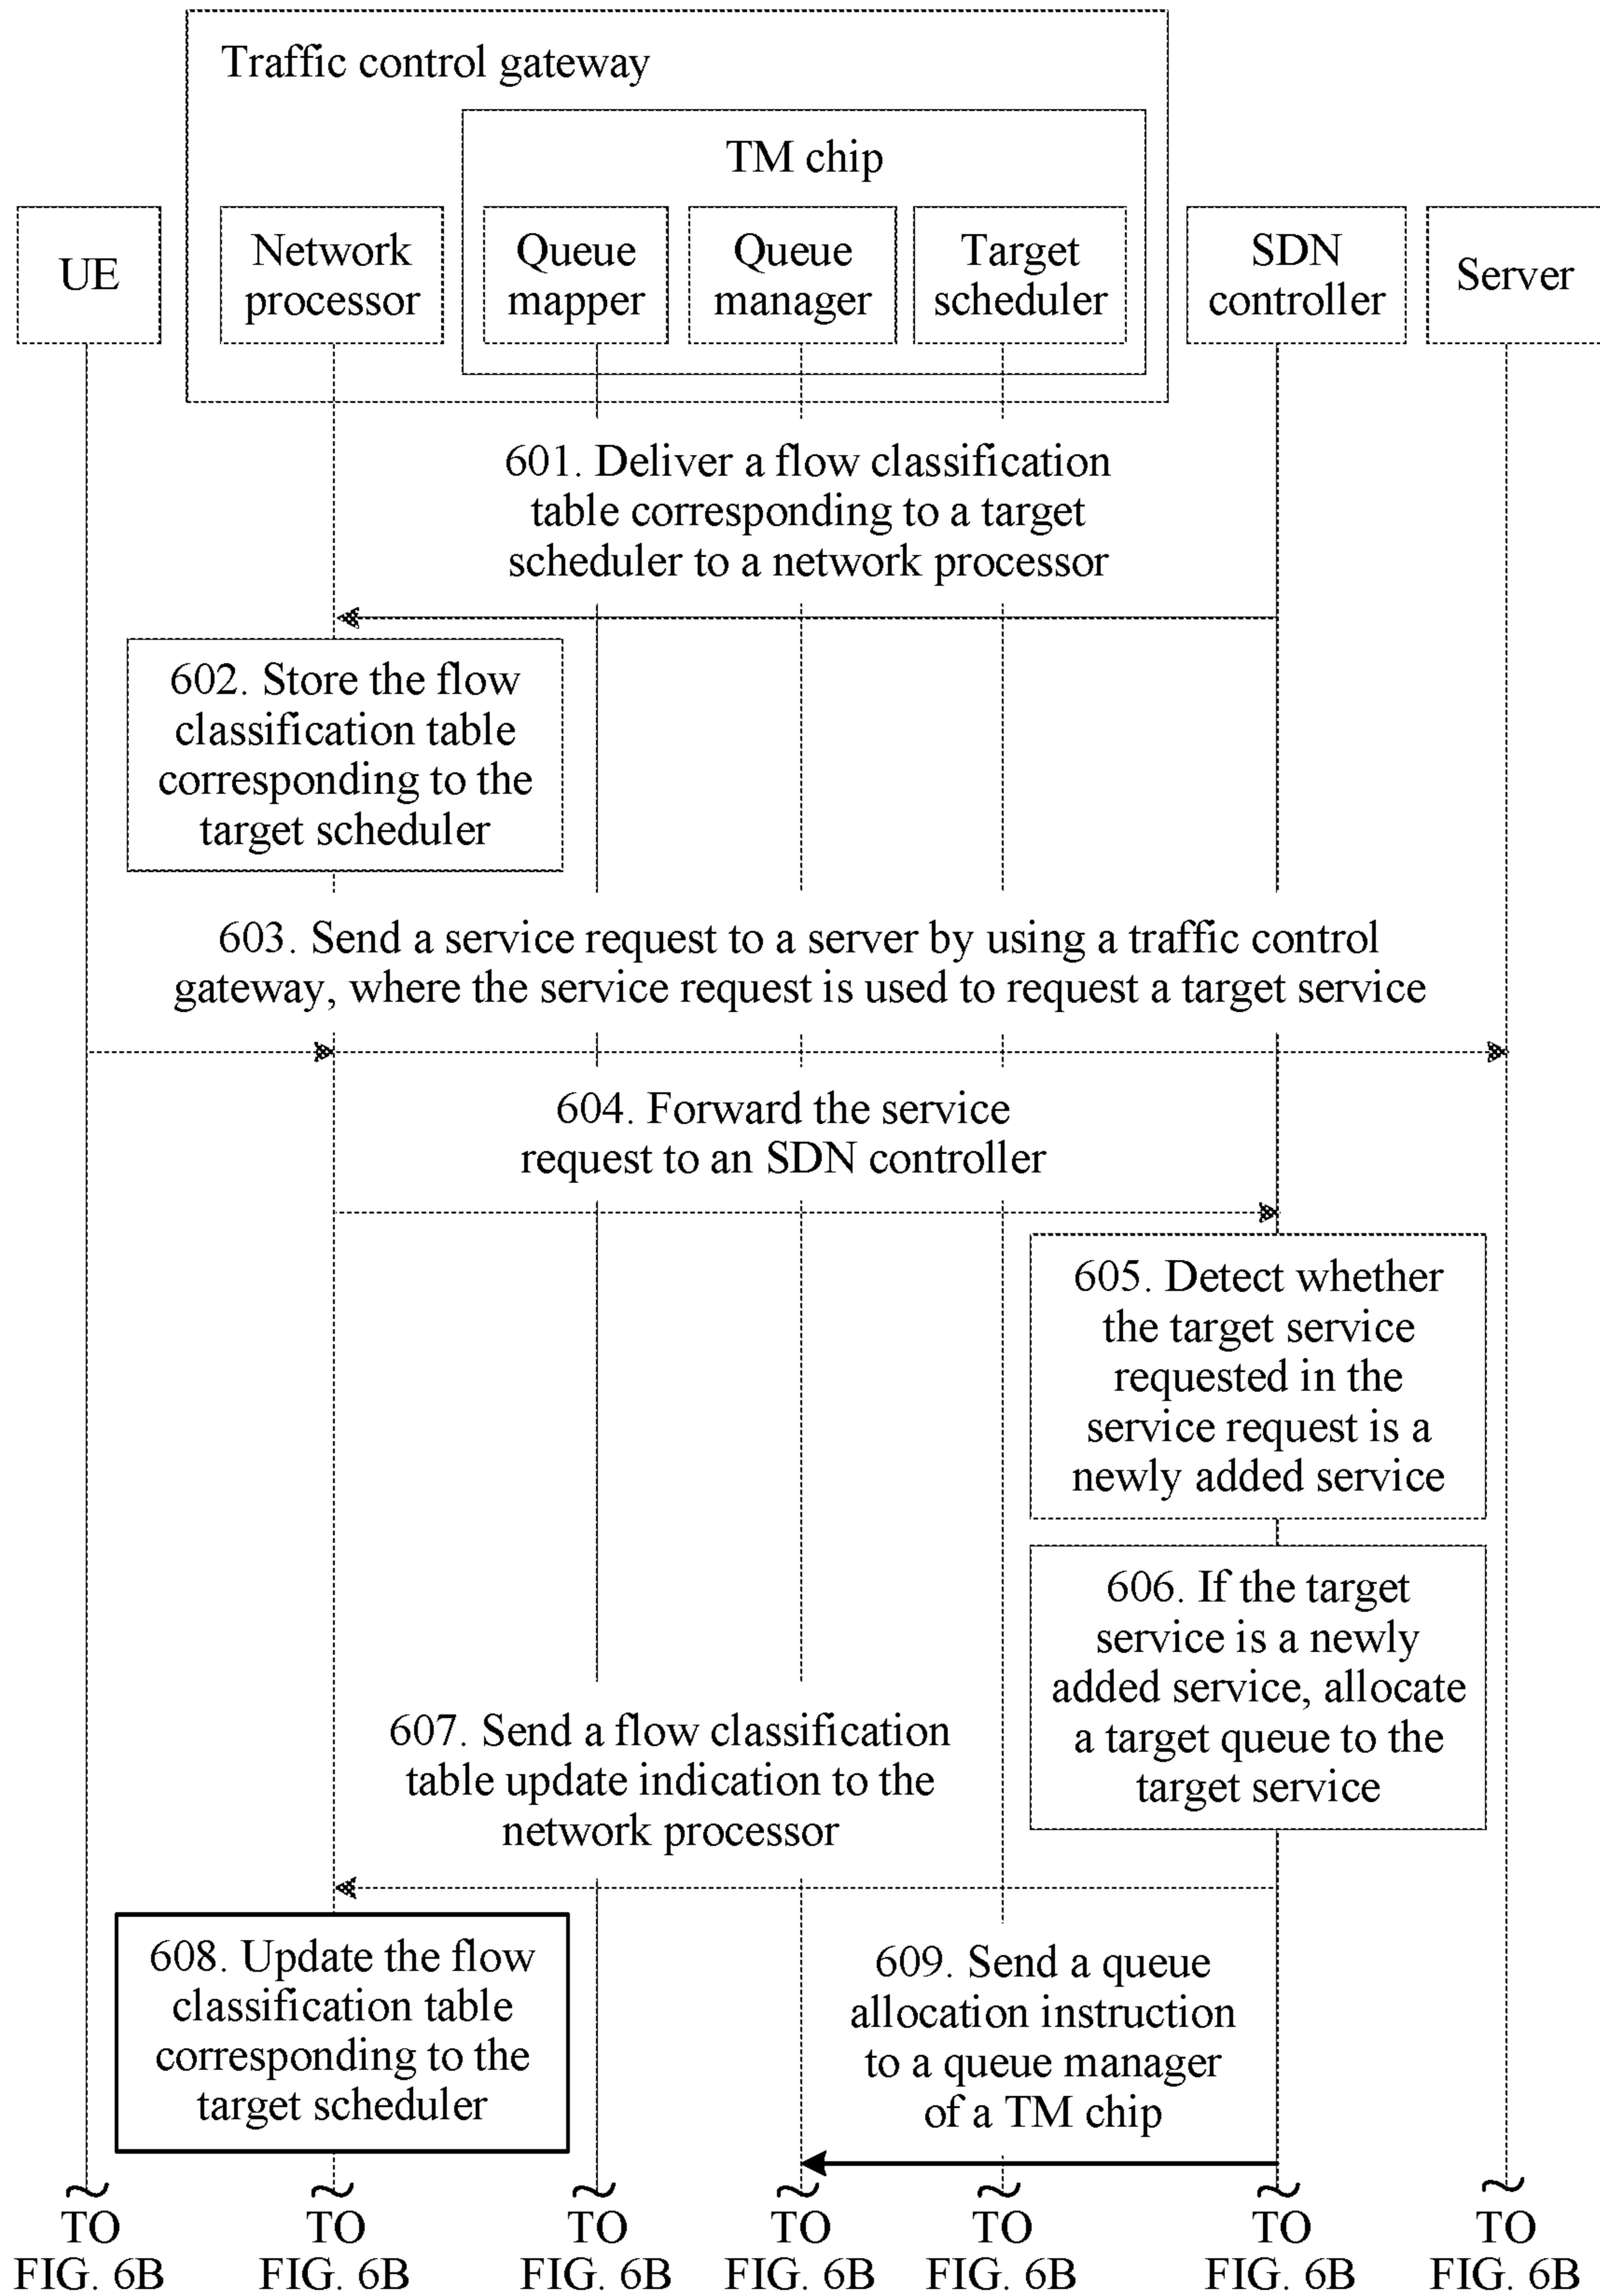 Traffic control gateway
TM chip
UE
Network
processor
Queue
mapper
Queue
manager
Target
scheduler
SDN
controller
Server
601. Deliver a flow classification
table corresponding to a target
scheduler to a network processor
602. Store the flow
classification table
corresponding to the
target scheduler
603. Send a service request to a server by using a traffic control
gateway, where the service request is used to request a target service
604. Forward the service
request to an SDN controller
605. Detect whether
the target service
requested in the
service request is a
newly added service
606. If the target
service is a newly
added service, allocate
a target queue to the
target service
607. Send a flow classification
table update indication to the
network processor
608. Update the flow
classification table
corresponding to the
target scheduler
609. Send a queue
allocation instruction
to a queue manager
of a TM chip
TO
FIG. 6B
TO
FIG. 6B
TO
FIG. 6B
TO
FIG. 6B
TO
FIG. 6B
TO
FIG. 6B
TO
FIG. 6B